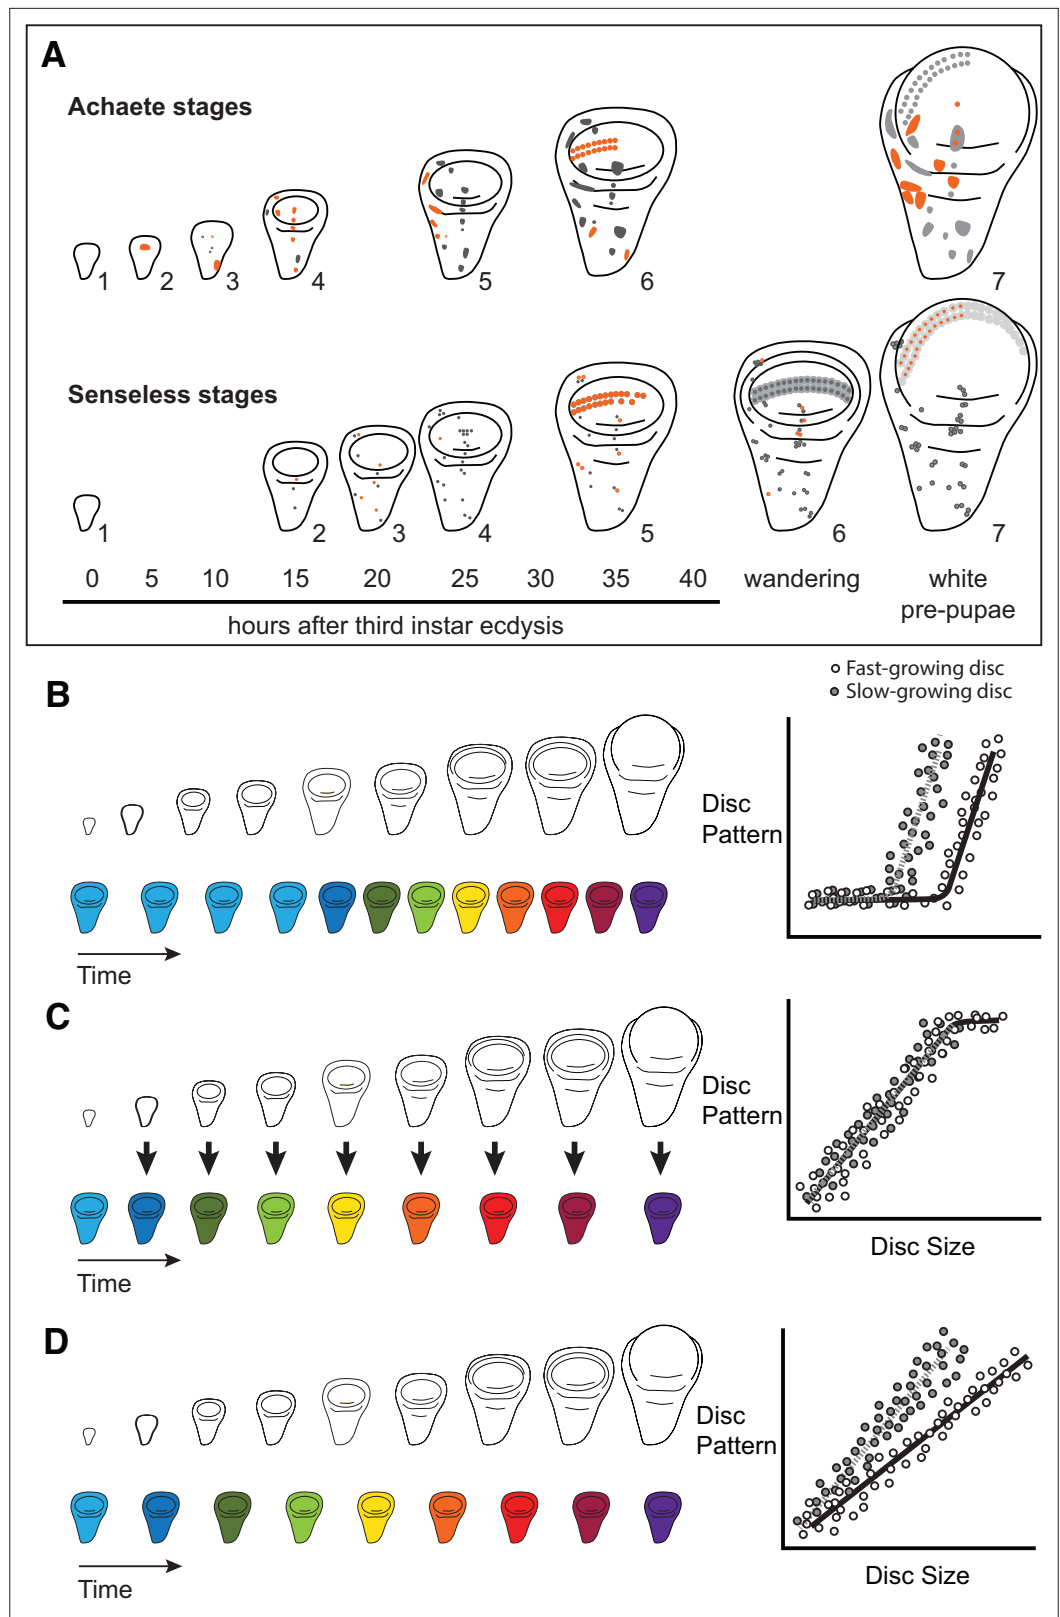 A
Achaete stages
1 2 3 4 5 6 7
Senseless stages
1 2 3 4 5 6 7
0 5 10 15 20 25 30 35 40 wandering white
pre-pupae
hours after third instar ecdysis
B
Fast-growing disc
Slow-growing disc
Disc
Pattern
Time
C
Disc
Pattern
Disc Size
Time
D
Disc
Pattern
Disc Size
Time